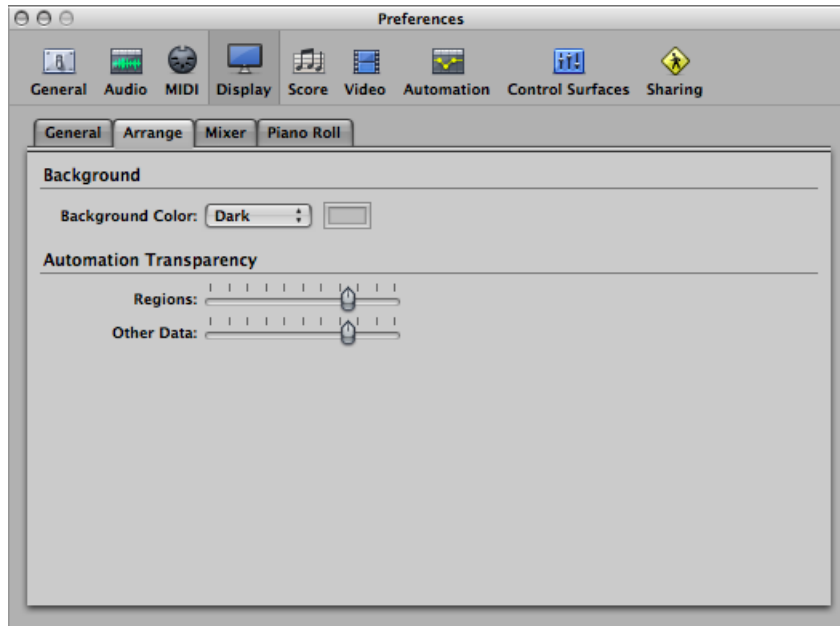 Preferences
General Audio MIDI Display Score Video Automation Control Surfaces Sharing
General Arrange Mixer Piano Roll
Background
Background Color: Dark
Automation Transparency
Regions:
Other Data: